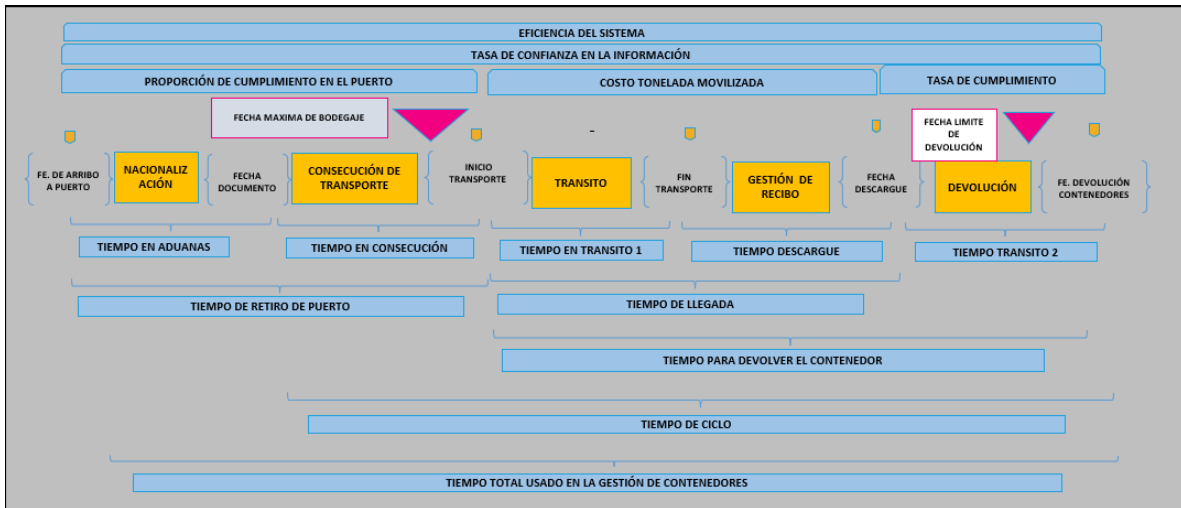 EFICIENCIA DEL SISTEMA
TASA DE CONFIANZA EN LA INFORMACIÓN
PROPORCIÓN DE CUMPLIMIENTO EN EL PUERTO
COSTO TONELADA MOVILIZADA
TASA DE CUMPLIMIENTO
FECHA MAXIMA DE BODEGAJE
FECHA LIMITE
DE
DEVOLUCIÓN
FE. DE ARRIBO
A PUERTO
NACIONALIZ
ACIÓN
FECHA
DOCUMENTO
CONSECUCIÓN DE
TRANSPORTE
INICIO
TRANSPORTE
TRANSITO
FIN
TRANSPORTE
GESTIÓN DE
RECIBO
FECHA
DESCARGUE
DEVOLUCIÓN
FE. DEVOLUCIÓN
CONTENEDORES
TIEMPO EN ADUANAS
TIEMPO EN CONSECUCIÓN
TIEMPO EN TRANSITO 1
TIEMPO DESCARGUE
TIEMPO TRANSITO 2
TIEMPO DE RETIRO DE PUERTO
TIEMPO DE LLEGADA
TIEMPO PARA DEVOLVER EL CONTENEDOR
TIEMPO DE CICLO
TIEMPO TOTAL USADO EN LA GESTIÓN DE CONTENEDORES